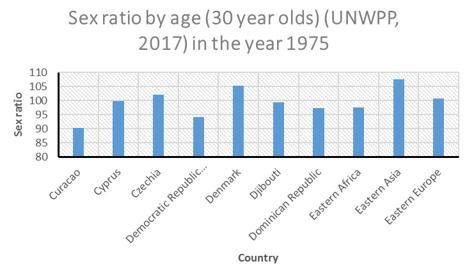 Sex ratio by age (30 year olds) (UNWPP,
2017) in the year 1975
Sex ratio
110
105
100
95
90
85
80
Curacao
Cyprus
Czechia
Democratic Republic...
Denmark
Djibouti
Dominican Republic
Eastern Africa
Eastern Asia
Eastern Europe
Country